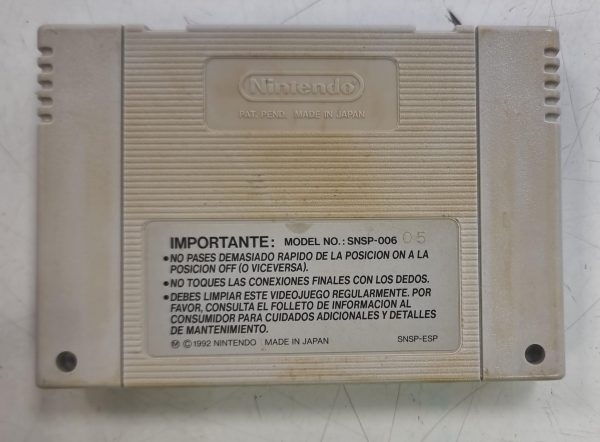 Nintendo
PAT. PEND. MADE IN JAPAN
IMPORTANTE: MODEL NO.: SNSP-006 05
•NO PASES DEMASIADO RAPIDO DE LA POSICION ON A LA
POSICION OFF (O VICEVERSA).
•NO TOQUES LAS CONEXIONES FINALES CON LOS DEDOS.
•DEBES LIMPIAR ESTE VIDEOJUEGO REGULARMENTE. POR
FAVOR, CONSULTA EL FOLLETO DE INFORMACION AL
CONSUMIDOR PARA CUIDADOS ADICIONALES Y DETALLES
DE MANTENIMIENTO.
Ⓜ © 1992 NINTENDO MADE IN JAPAN SNSP-ESP